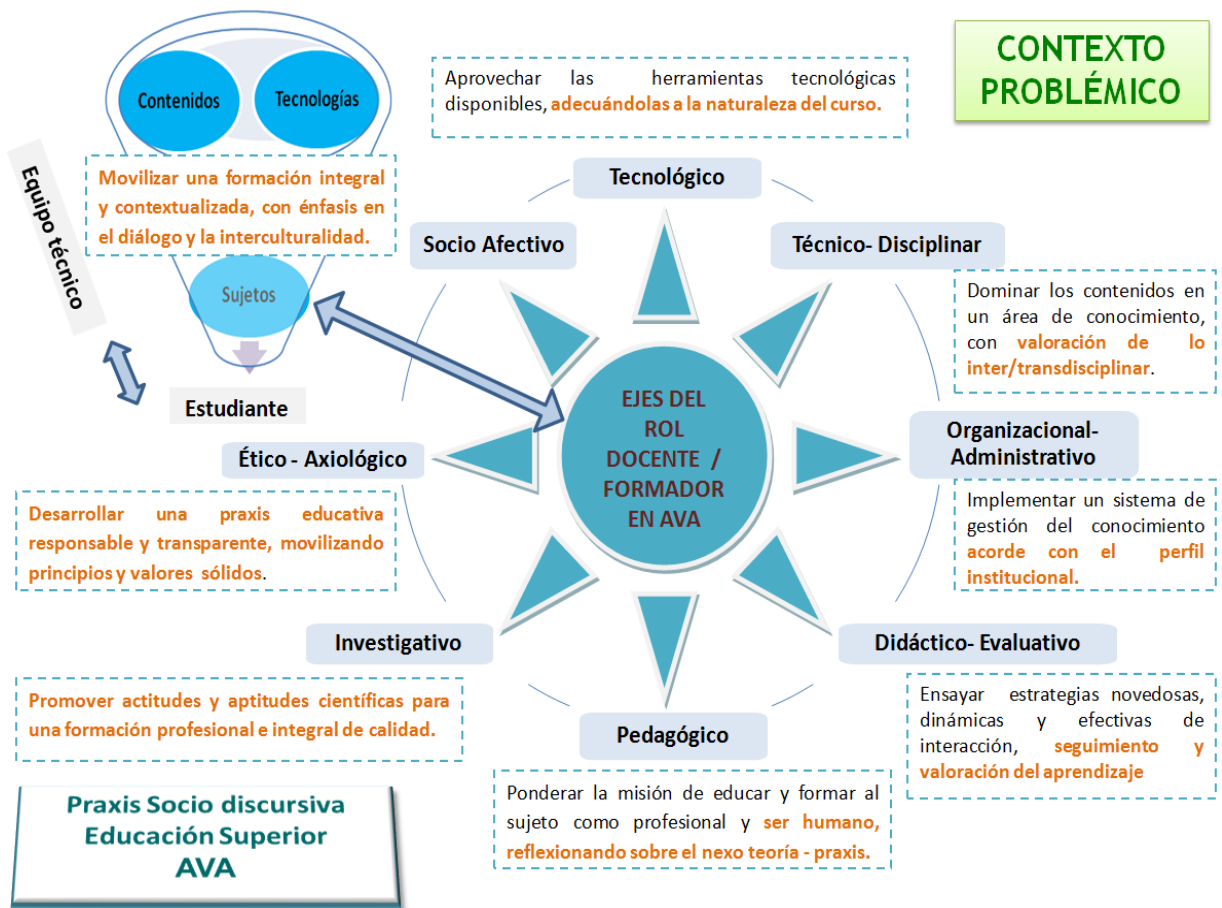 CONTEXTO
PROBLÉMICO
Contenidos
Tecnologías
Aprovechar las herramientas tecnológicas
disponibles, adecuándolas a la naturaleza del curso.
Equipo técnico
Movilizar una formación integral
y contextualizada, con énfasis en
el diálogo y la interculturalidad.
Sujetos
Estudiante
Tecnológico
Socio Afectivo
Técnico- Disciplinar
Dominar los contenidos en
un área de conocimiento,
con valoración de lo
inter/transdisciplinar.
EJES DEL
ROL
DOCENTE /
FORMADOR
EN AVA
Organizacional-
Administrativo
Implementar un sistema de
gestión del conocimiento
acorde con el perfil
institucional.
Ético - Axiológico
Desarrollar una praxis educativa
responsable y transparente, movilizando
principios y valores sólidos.
Investigativo
Promover actitudes y aptitudes científicas para
una formación profesional e integral de calidad.
Didáctico- Evaluativo
Ensayar estrategias novedosas,
dinámicas y efectivas de
interacción, seguimiento y
valoración del aprendizaje
Pedagógico
Ponderar la misión de educar y formar al
sujeto como profesional y ser humano,
reflexionando sobre el nexo teoría - praxis.
Praxis Socio discursiva
Educación Superior
AVA